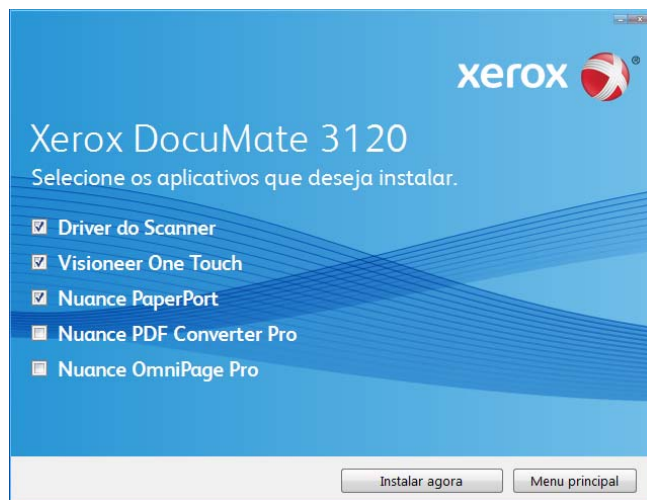 xerox ®
Xerox DocuMate 3120
Selecione os aplicativos que deseja instalar.
Driver do Scanner
Visioneer One Touch
Nuance PaperPort
Nuance PDF Converter Pro
Nuance OmniPage Pro
Instalar agora Menu principal